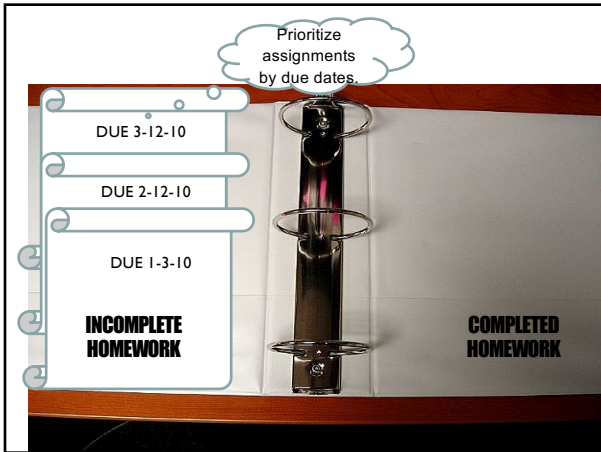 Prioritize
assignments
by due dates.
DUE 3-12-10
DUE 2-12-10
DUE 1-3-10
INCOMPLETE
HOMEWORK
COMPLETED
HOMEWORK